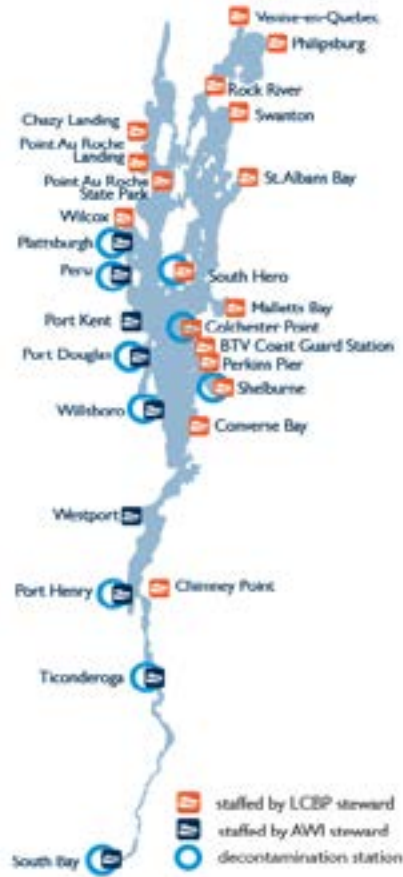 Venise-en-Quebec
Philipsburg
Rock River
Swanton
Chazy Landing
Point Au Roche
Landing
Point Au Roche
State Park
St. Albans Bay
Wilcox
Plattsburgh
Peru
South Hero
Malletts Bay
Port Kent
Colchester Point
BTV Coast Guard Station
Port Douglas
Perkins Pier
Shelburne
Willsboro
Converse Bay
Westport
Port Henry
Chimney Point
Ticonderoga
staffed by LCBP steward
staffed by AWI steward
South Bay
decontamination station